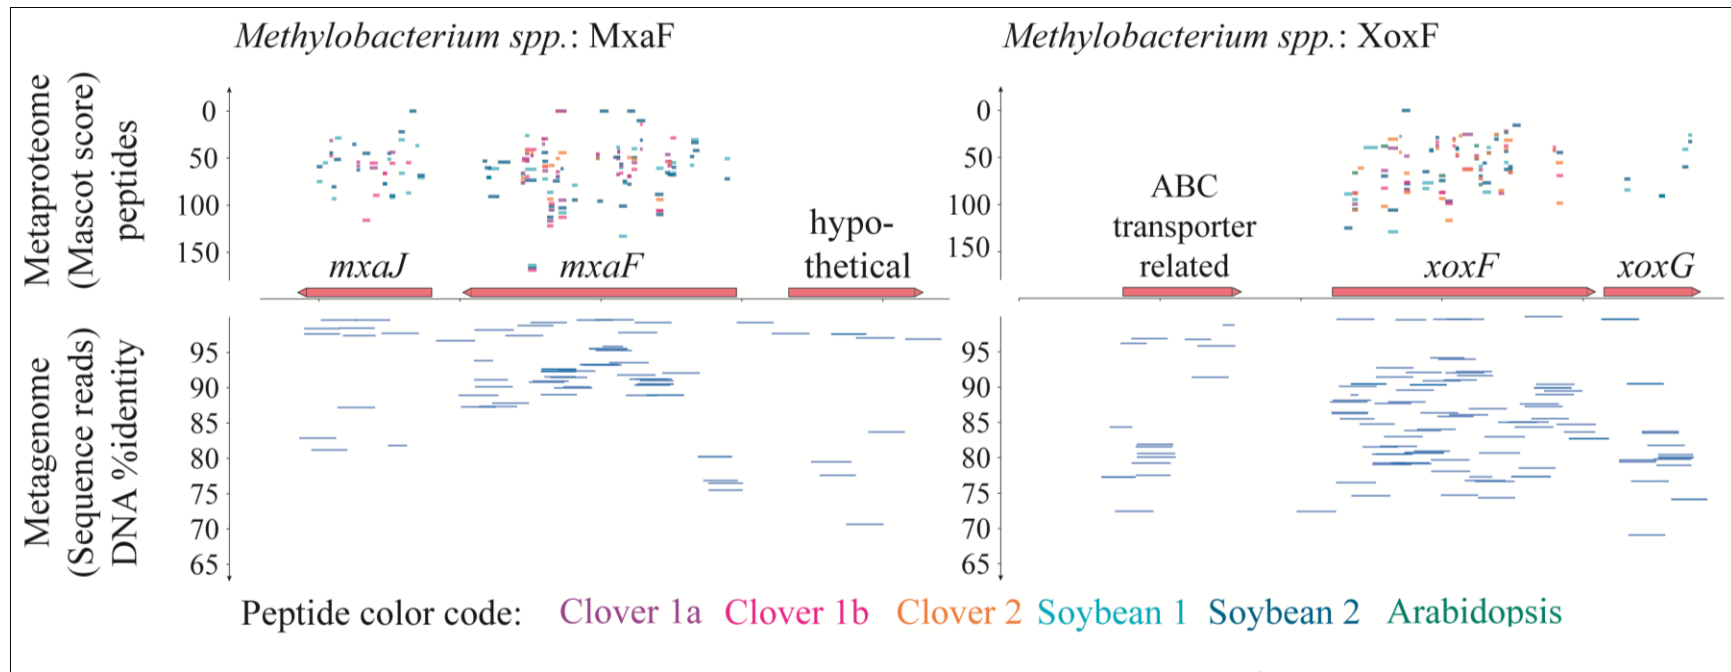 Methylobacterium spp.: MxaF
Metaproteome
(Mascot score)
peptides
0
50
100
150
mxaJ
mxaF
hypo-
thetical
Metagenome
(Sequence reads)
DNA %identity
95
90
85
80
75
70
65
Methylobacterium spp.: XoxF
0
50
100
150
ABC
transporter
related
xoxF
xoxG
95
90
85
80
75
70
65
Peptide color code: Clover 1a Clover 1b Clover 2 Soybean 1 Soybean 2 Arabidopsis